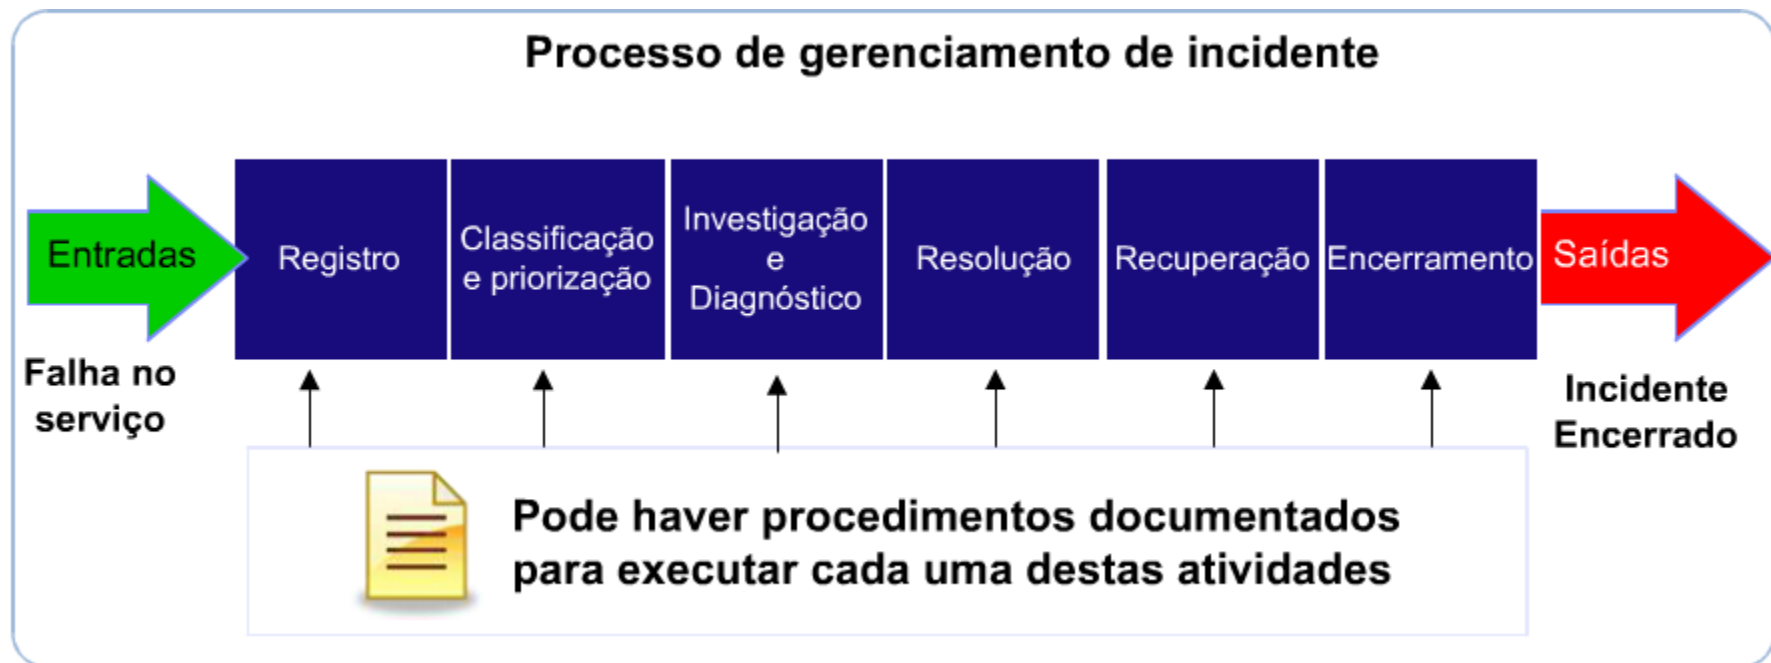 Processo de gerenciamento de incidente
Entradas
Registro
Classificação
e priorização
Investigação
e
Diagnóstico
Resolução
Recuperação
Encerramento
Saídas
Falha no
serviço
Incidente
Encerrado
Pode haver procedimentos documentados
para executar cada uma destas atividades